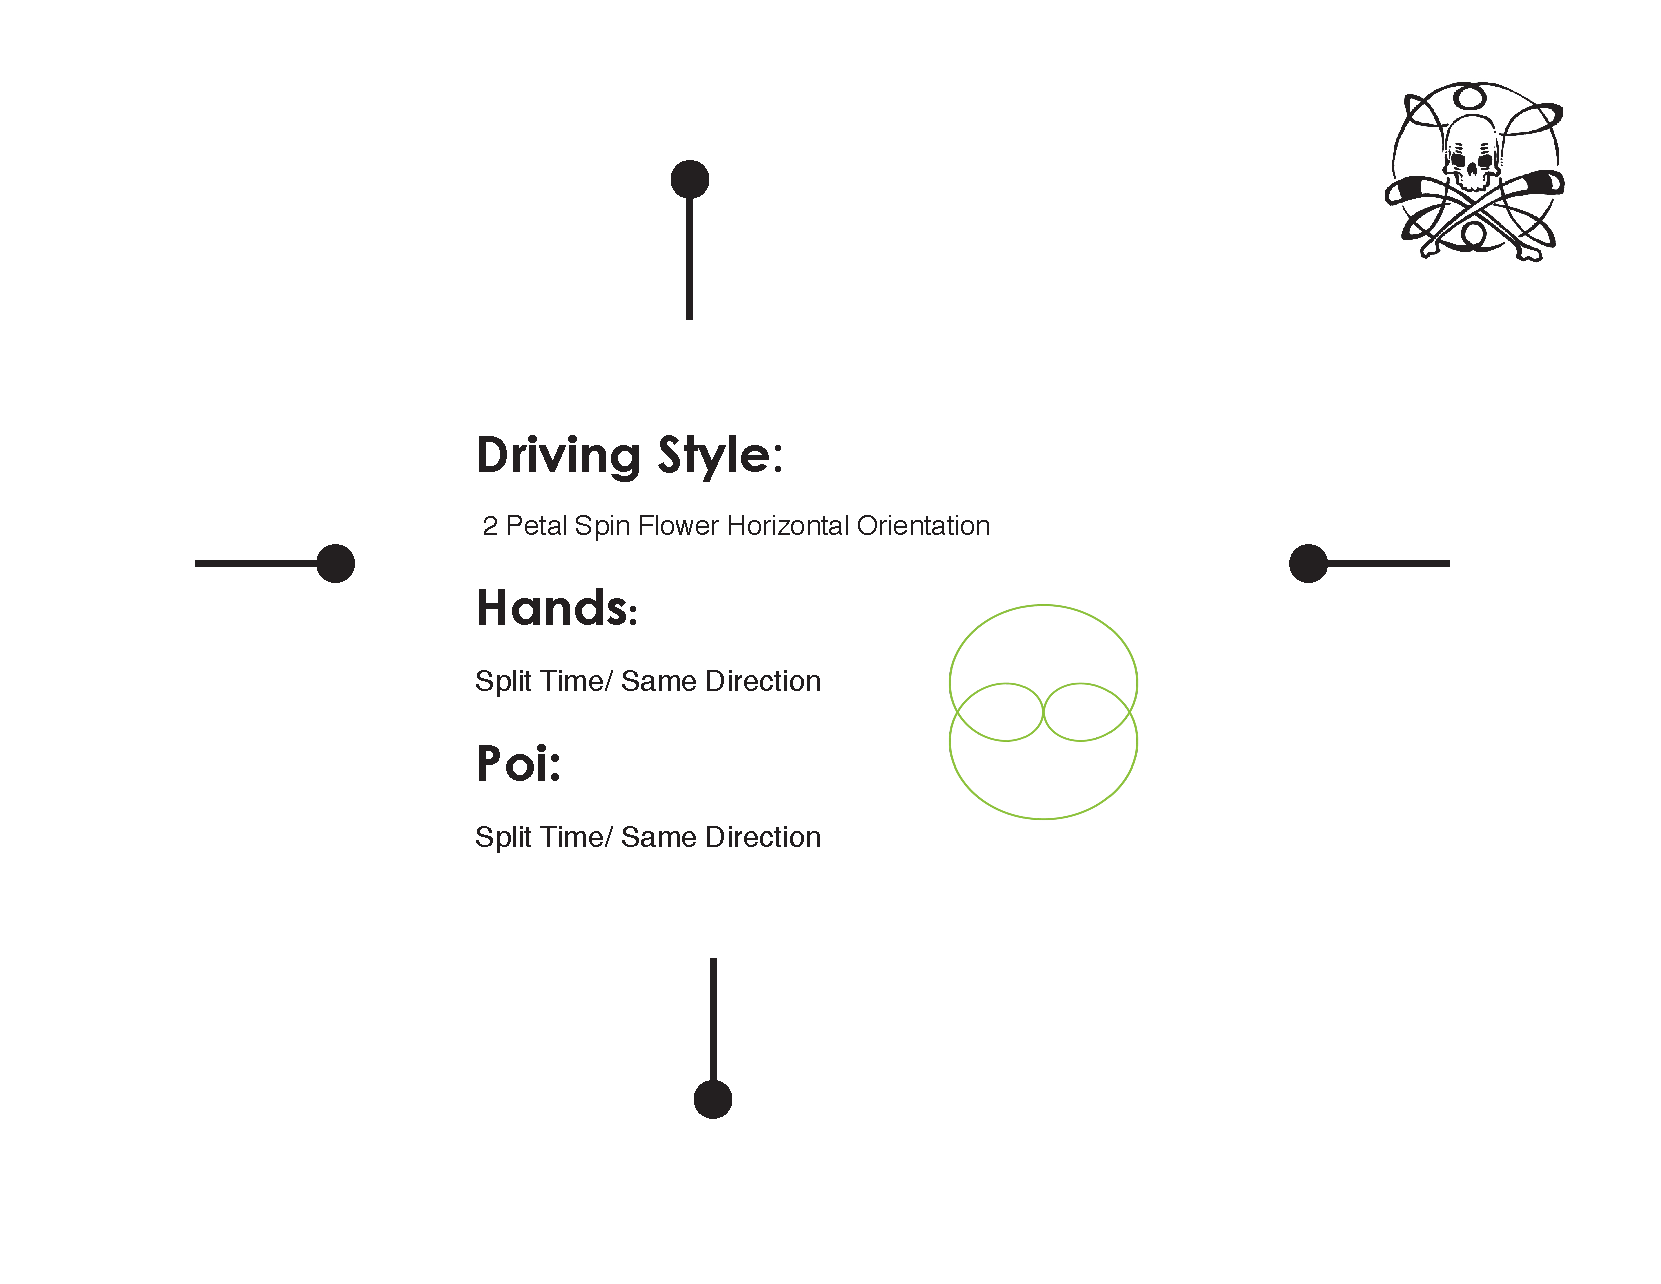 Driving Style:
2 Petal Spin Flower Horizontal Orientation
Hands:
Split Time/ Same Direction
Poi:
Split Time/ Same Direction